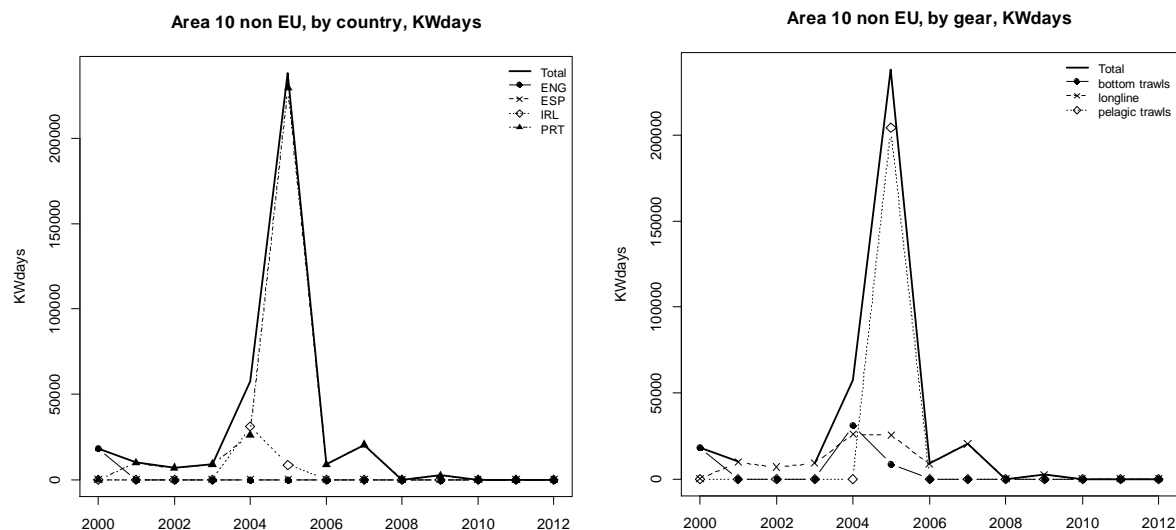 Area 10 non EU, by country, KWdays
Total
ENG
ESP
IRL
PRT
KWdays
200000
150000
100000
50000
0
2000 2002 2004 2006 2008 2010 2012
Area 10 non EU, by gear, KWdays
Total
bottom trawls
longline
pelagic trawls
KWdays
200000
150000
100000
50000
0
2000 2002 2004 2006 2008 2010 2012